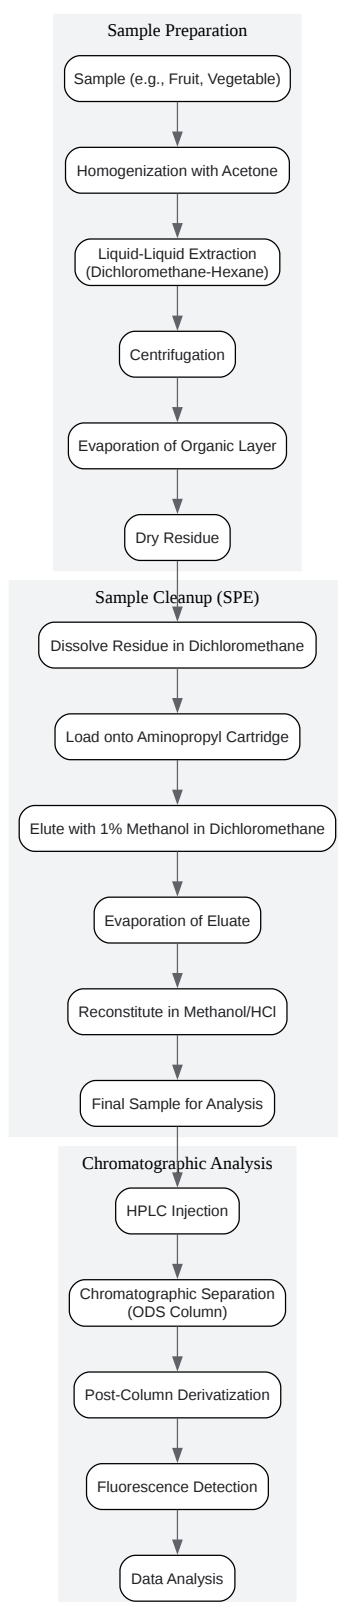 Sample Preparation
Sample (e.g., Fruit, Vegetable)
Homogenization with Acetone
Liquid-Liquid Extraction
(Dichloromethane-Hexane)
Centrifugation
Evaporation of Organic Layer
Dry Residue
Sample Cleanup (SPE)
Dissolve Residue in Dichloromethane
Load onto Aminopropyl Cartridge
Elute with 1% Methanol in Dichloromethane
Evaporation of Eluate
Reconstitute in Methanol/HCl
Final Sample for Analysis
Chromatographic Analysis
HPLC Injection
Chromatographic Separation
(ODS Column)
Post-Column Derivatization
Fluorescence Detection
Data Analysis